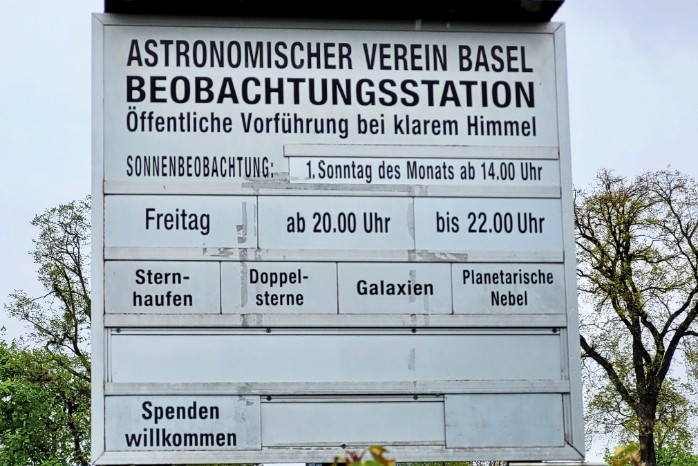 ASTRONOMISCHER VEREIN BASEL
BEOBACHTUNGSSTATION
Öffentliche Vorführung bei klarem Himmel
SONNENBEOBACHTUNG: 1. Sonntag des Monats ab 14.00 Uhr
Freitag ab 20.00 Uhr bis 22.00 Uhr
Stern-
haufen
Doppel-
sterne
Galaxien
Planetarische
Nebel
Spenden
willkommen